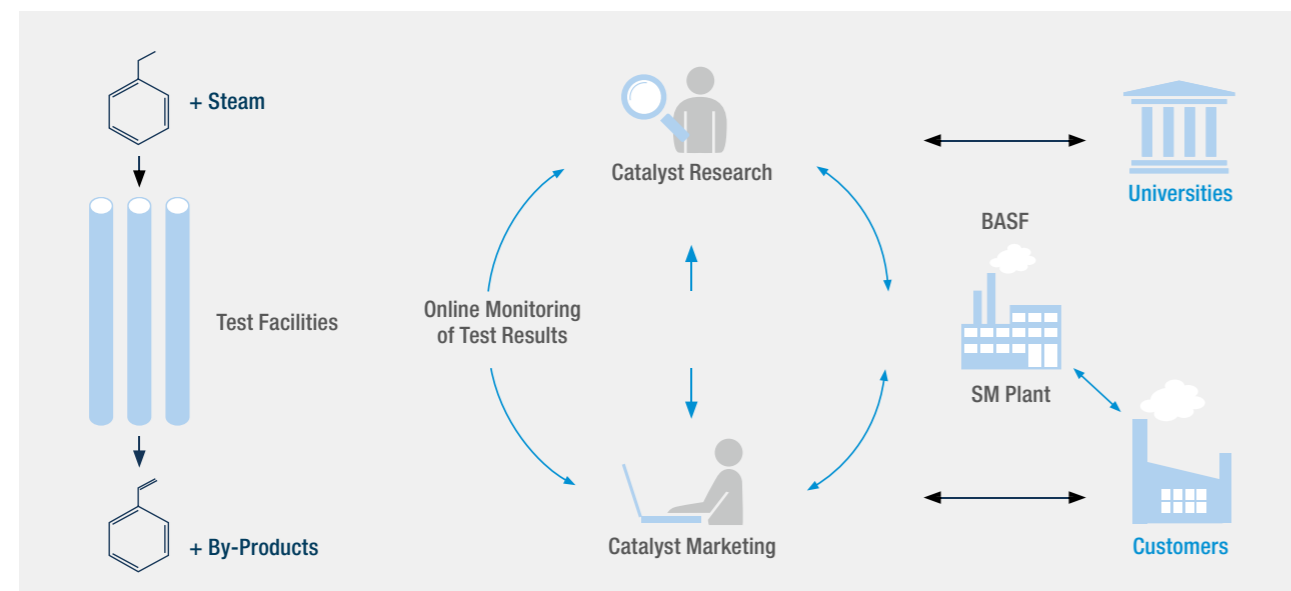 + Steam
Test Facilities
+ By-Products
Online Monitoring
of Test Results
Catalyst Research
Catalyst Marketing
BASF
SM Plant
Universities
Customers